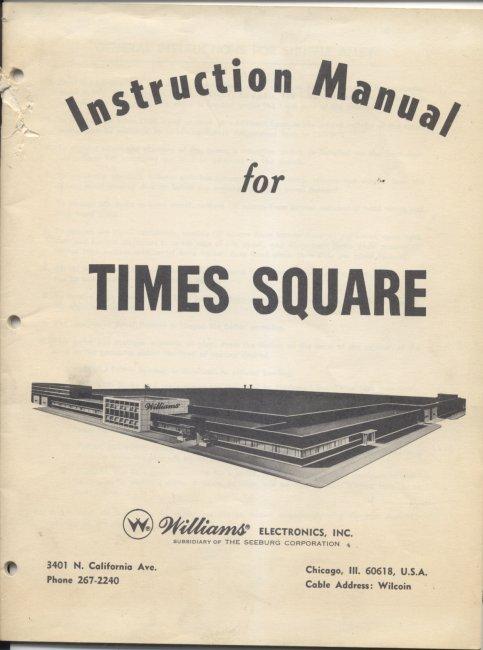 Instruction Manual
for
TIMES SQUARE
Williams
W®
Williams® ELECTRONICS, INC.
SUBSIDIARY OF THE SEEBURG CORPORATION
3401 N. California Ave.
Phone 267-2240
Chicago, Ill. 60618, U.S.A.
Cable Address: Wilcoin